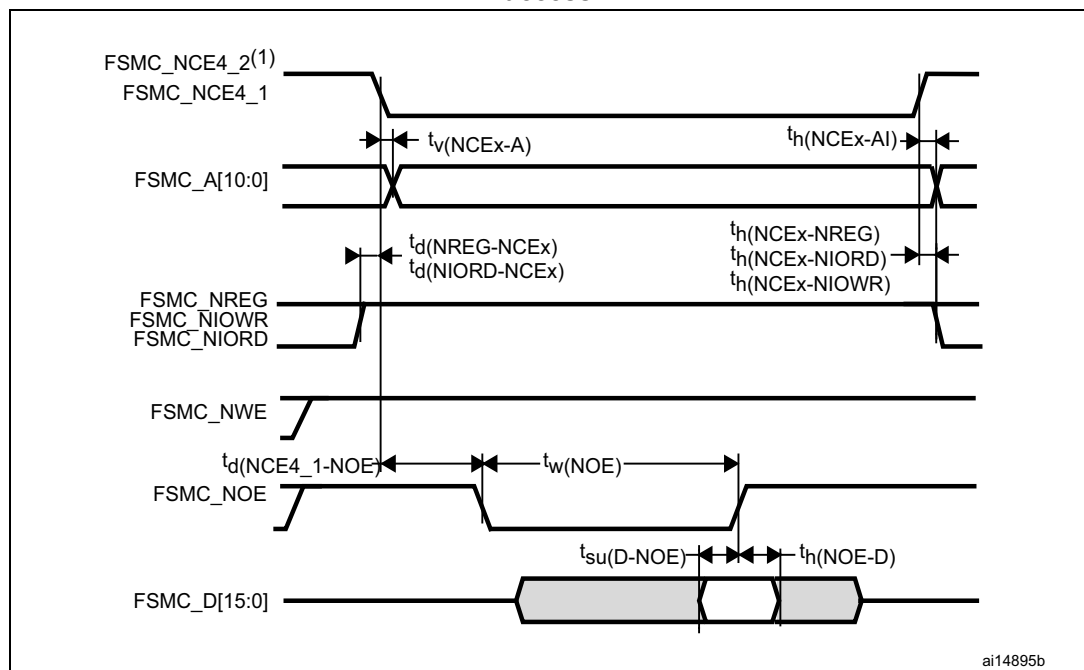 FSMC_NCE4_2(1)
FSMC_NCE4_1
tv(NCEx-A)
th(NCEx-AI)
FSMC_A[10:0]
td(NREG-NCEx)
td(NIORD-NCEx)
th(NCEx-NREG)
th(NCEx-NIORD)
th(NCEx-NIOWR)
FSMC_NREG
FSMC_NIOWR
FSMC_NIORD
FSMC_NWE
td(NCE4_1-NOE)
tw(NOE)
FSMC_NOE
tsu(D-NOE)
th(NOE-D)
FSMC_D[15:0]
ai14895b